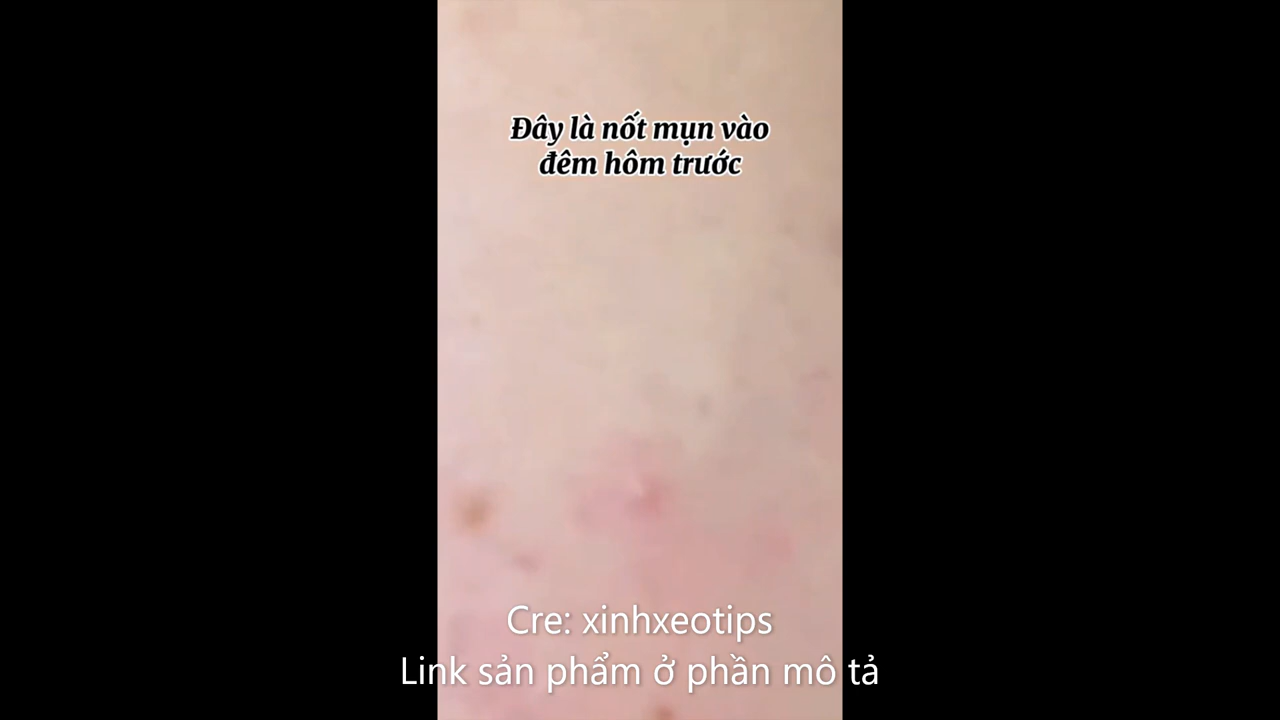 Đây là nốt mụn vào
đêm hôm trước
Cre: xinhxeotips
Link sản phẩm ở phần mô tả